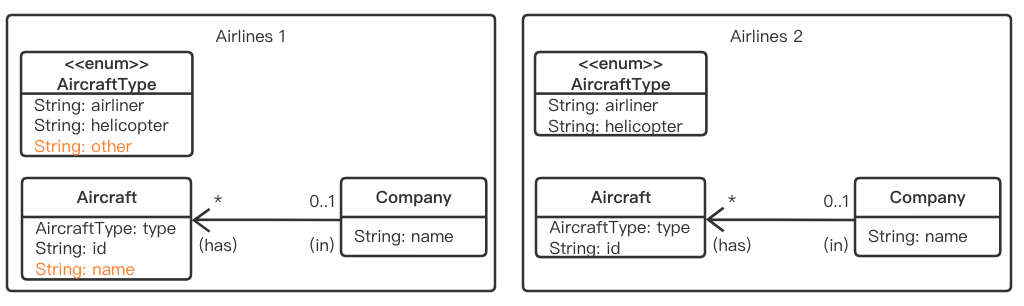 Airlines 1
<<enum>>
AircraftType
String: airliner
String: helicopter
String: other
Aircraft
AircraftType: type
String: id
String: name
*
0..1
(has)
(in)
Company
String: name
Airlines 2
<<enum>>
AircraftType
String: airliner
String: helicopter
Aircraft
AircraftType: type
String: id
*
0..1
(has)
(in)
Company
String: name